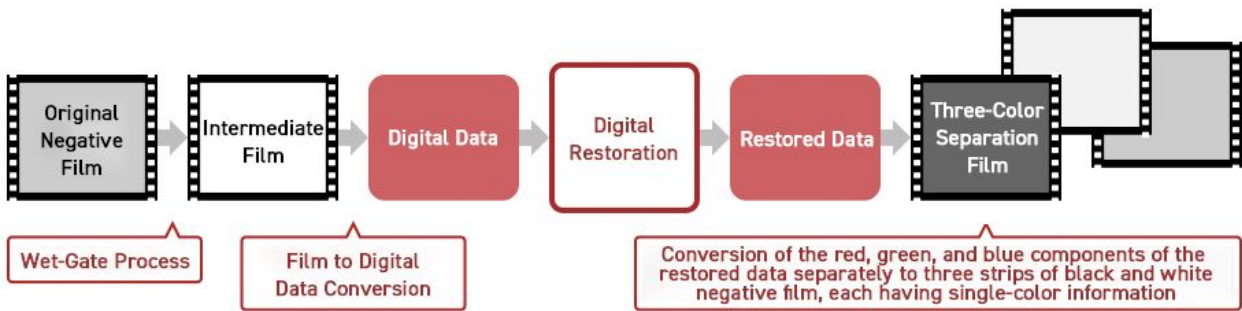 Original
Negative
Film
Intermediate
Film
Digital Data
Digital
Restoration
Restored Data
Three-Color
Separation
Film
Wet-Gate Process
Film to Digital
Data Conversion
Conversion of the red, green, and blue components of the
restored data separately to three strips of black and white
negative film, each having single-color information